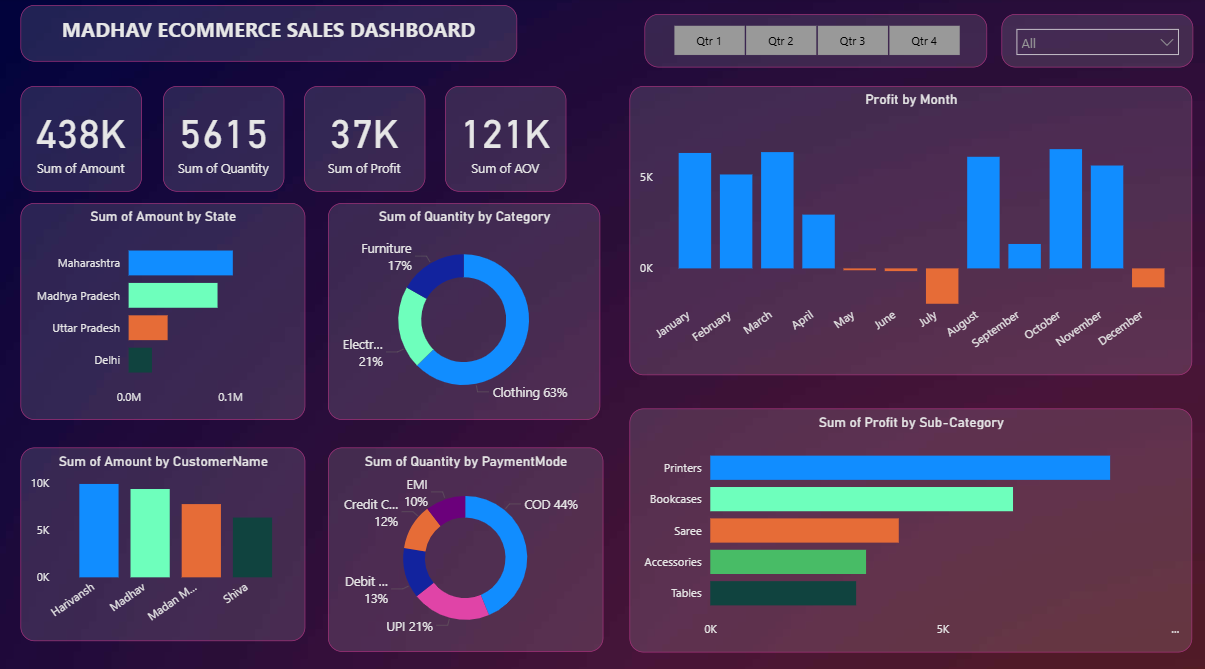 MADHAV ECOMMERCE SALES DASHBOARD
Qtr 1
Qtr 2
Qtr 3
Qtr 4
All
438K
Sum of Amount
5615
Sum of Quantity
37K
Sum of Profit
121K
Sum of AOV
Profit by Month
5K
0K
January
February
March
April
May
June
July
August
September
October
November
December
Sum of Amount by State
Maharashtra
Madhya Pradesh
Uttar Pradesh
Delhi
0.0M
0.1M
Sum of Quantity by Category
Furniture
17%
Electr...
21%
Clothing 63%
Sum of Profit by Sub-Category
Printers
Bookcases
Saree
Accessories
Tables
0K
5K
...
Sum of Amount by CustomerName
10K
5K
0K
Harivansh
Madhav
Madan M...
Shiva
Sum of Quantity by PaymentMode
EMI
10%
Credit C...
12%
Debit ...
13%
UPI 21%
COD 44%